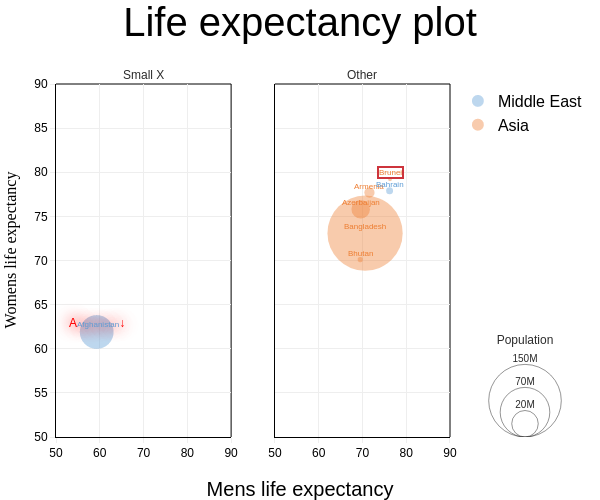 Life expectancy plot
Small X
Other
90
85
80
75
70
65
60
55
50
50 60 70 80 90
50 60 70 80 90
Womens life expectancy
Mens life expectancy
A Afghanistan ↓
Brunei
Bahrain
Armenia
Azerbaijan
Bangladesh
Bhutan
Middle East
Asia
Population
150M
70M
20M